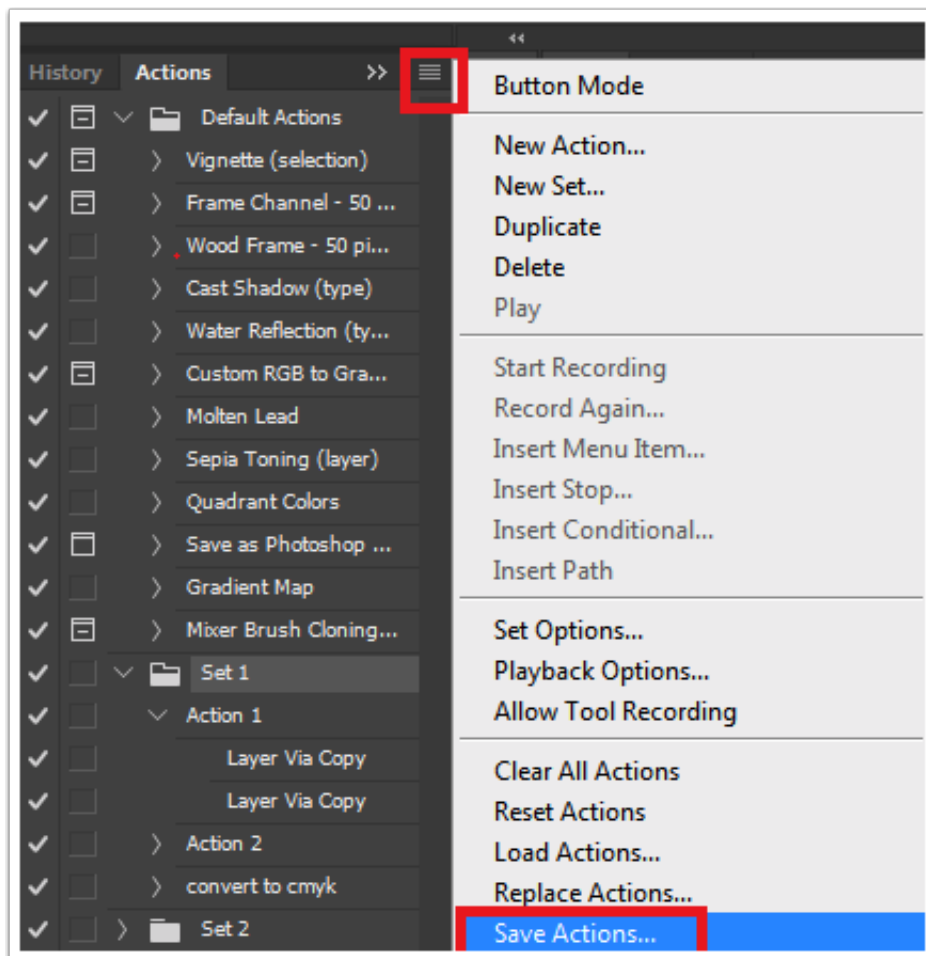 History Actions
Default Actions
Vignette (selection)
Frame Channel - 50 ...
Wood Frame - 50 pi...
Cast Shadow (type)
Water Reflection (ty...
Custom RGB to Gra...
Molten Lead
Sepia Toning (layer)
Quadrant Colors
Save as Photoshop ...
Gradient Map
Mixer Brush Cloning...
Set 1
Action 1
Layer Via Copy
Layer Via Copy
Action 2
convert to cmyk
Set 2
Button Mode
New Action...
New Set...
Duplicate
Delete
Play
Start Recording
Record Again...
Insert Menu Item...
Insert Stop...
Insert Conditional...
Insert Path
Set Options...
Playback Options...
Allow Tool Recording
Clear All Actions
Reset Actions
Load Actions...
Replace Actions...
Save Actions...